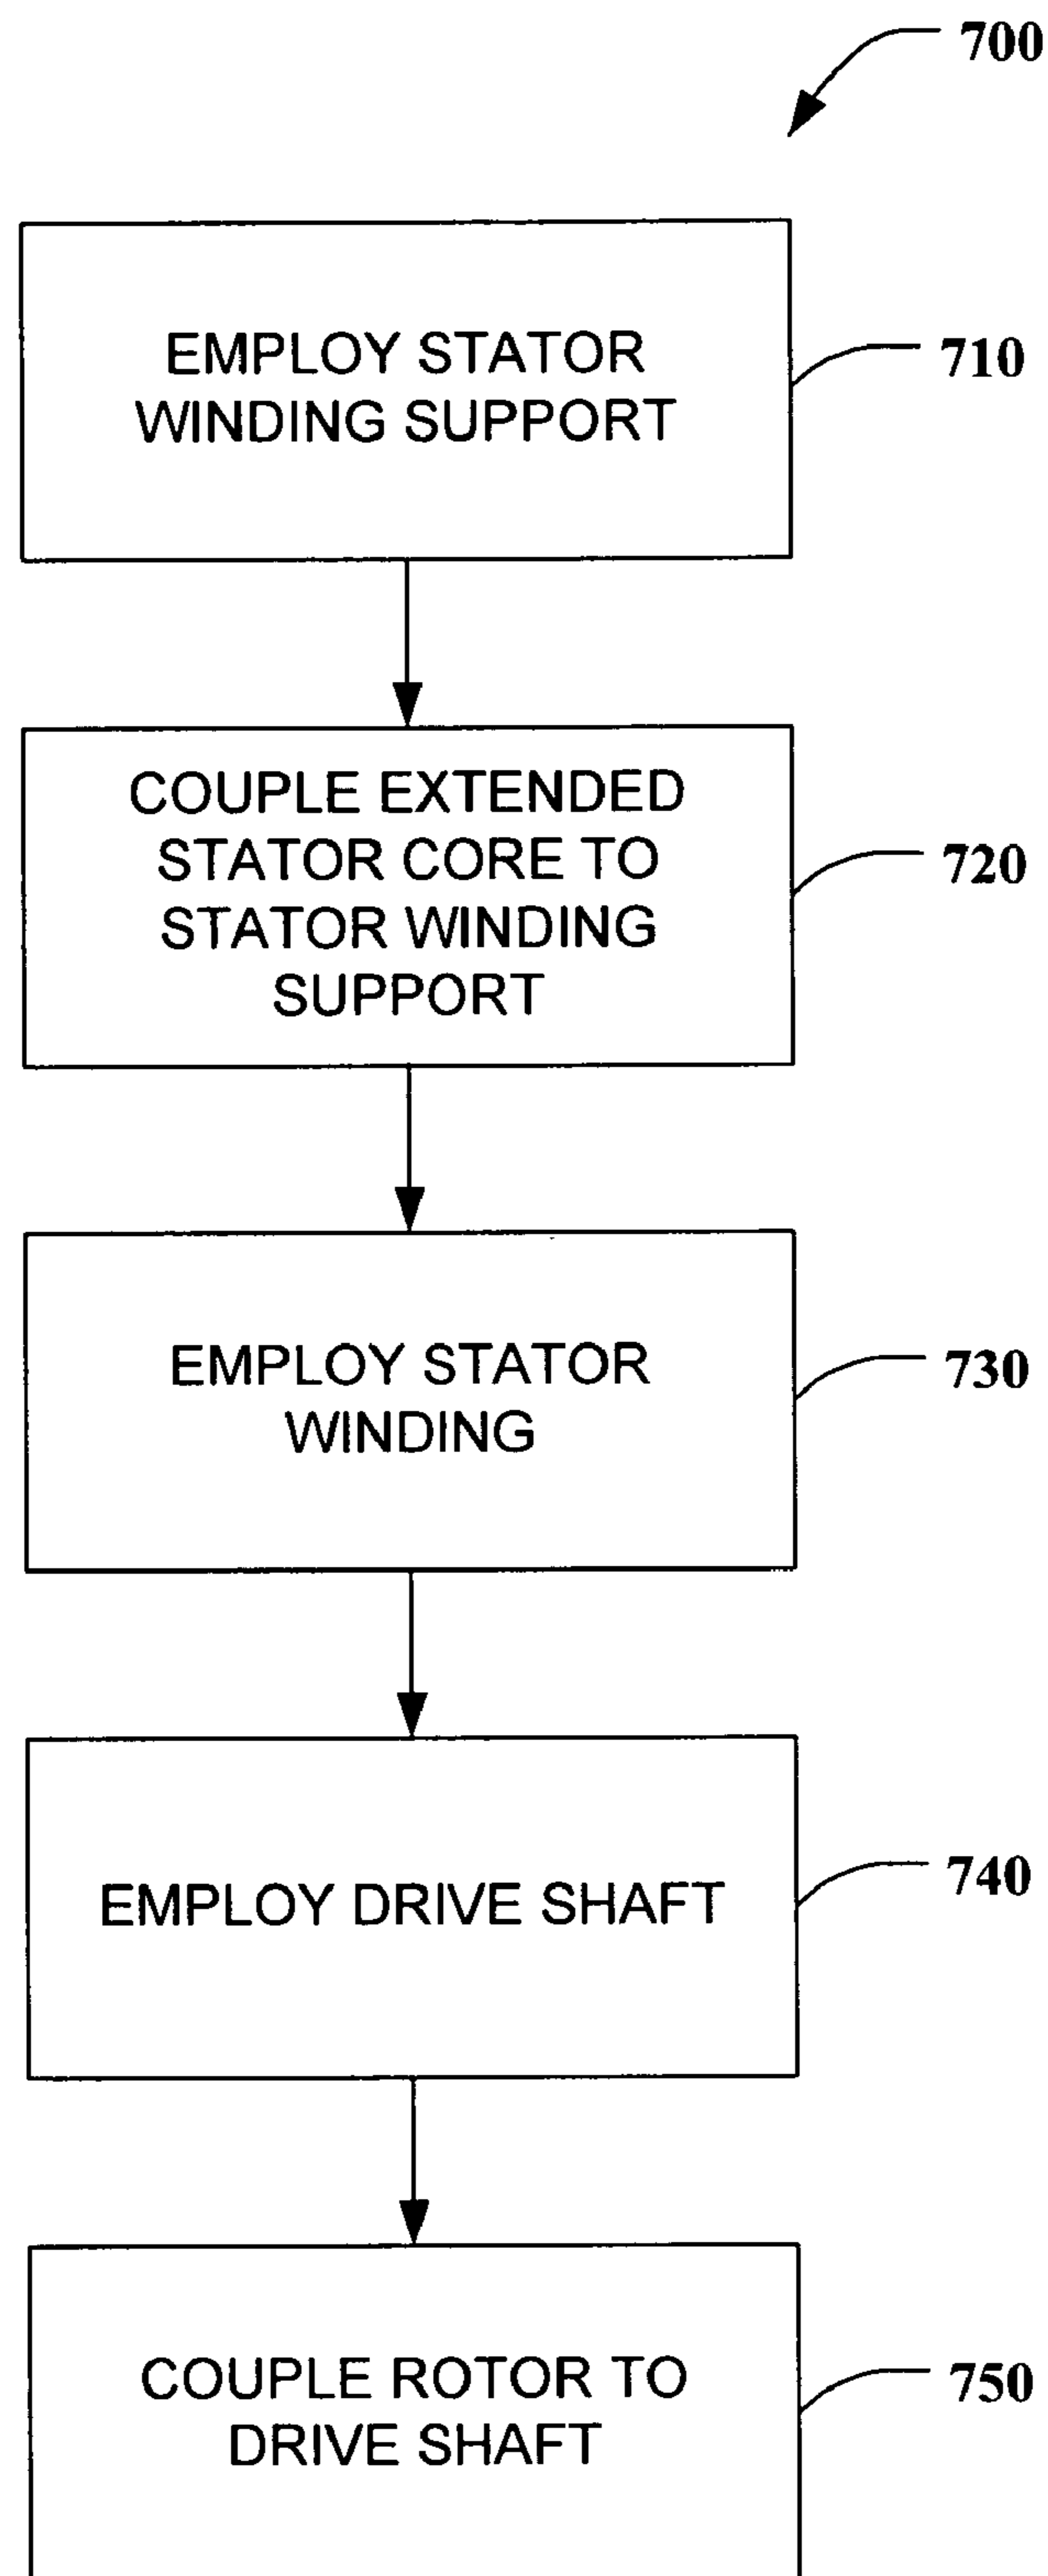 700
EMPLOY STATOR
WINDING SUPPORT
710
COUPLE EXTENDED
STATOR CORE TO
STATOR WINDING
SUPPORT
720
EMPLOY STATOR
WINDING
730
EMPLOY DRIVE SHAFT
740
COUPLE ROTOR TO
DRIVE SHAFT
750